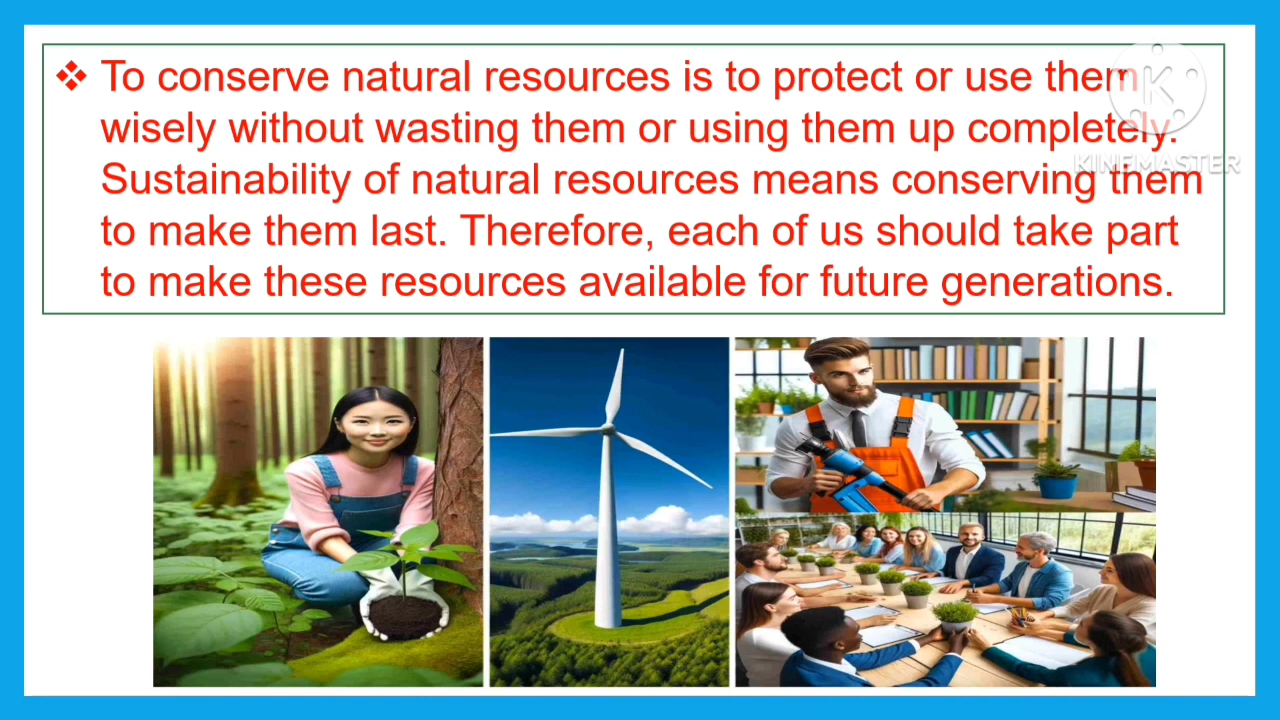 ❖ To conserve natural resources is to protect or use them
wisely without wasting them or using them up completely.
Sustainability of natural resources means conserving them
to make them last. Therefore, each of us should take part
to make these resources available for future generations.
K
KINEMASTER